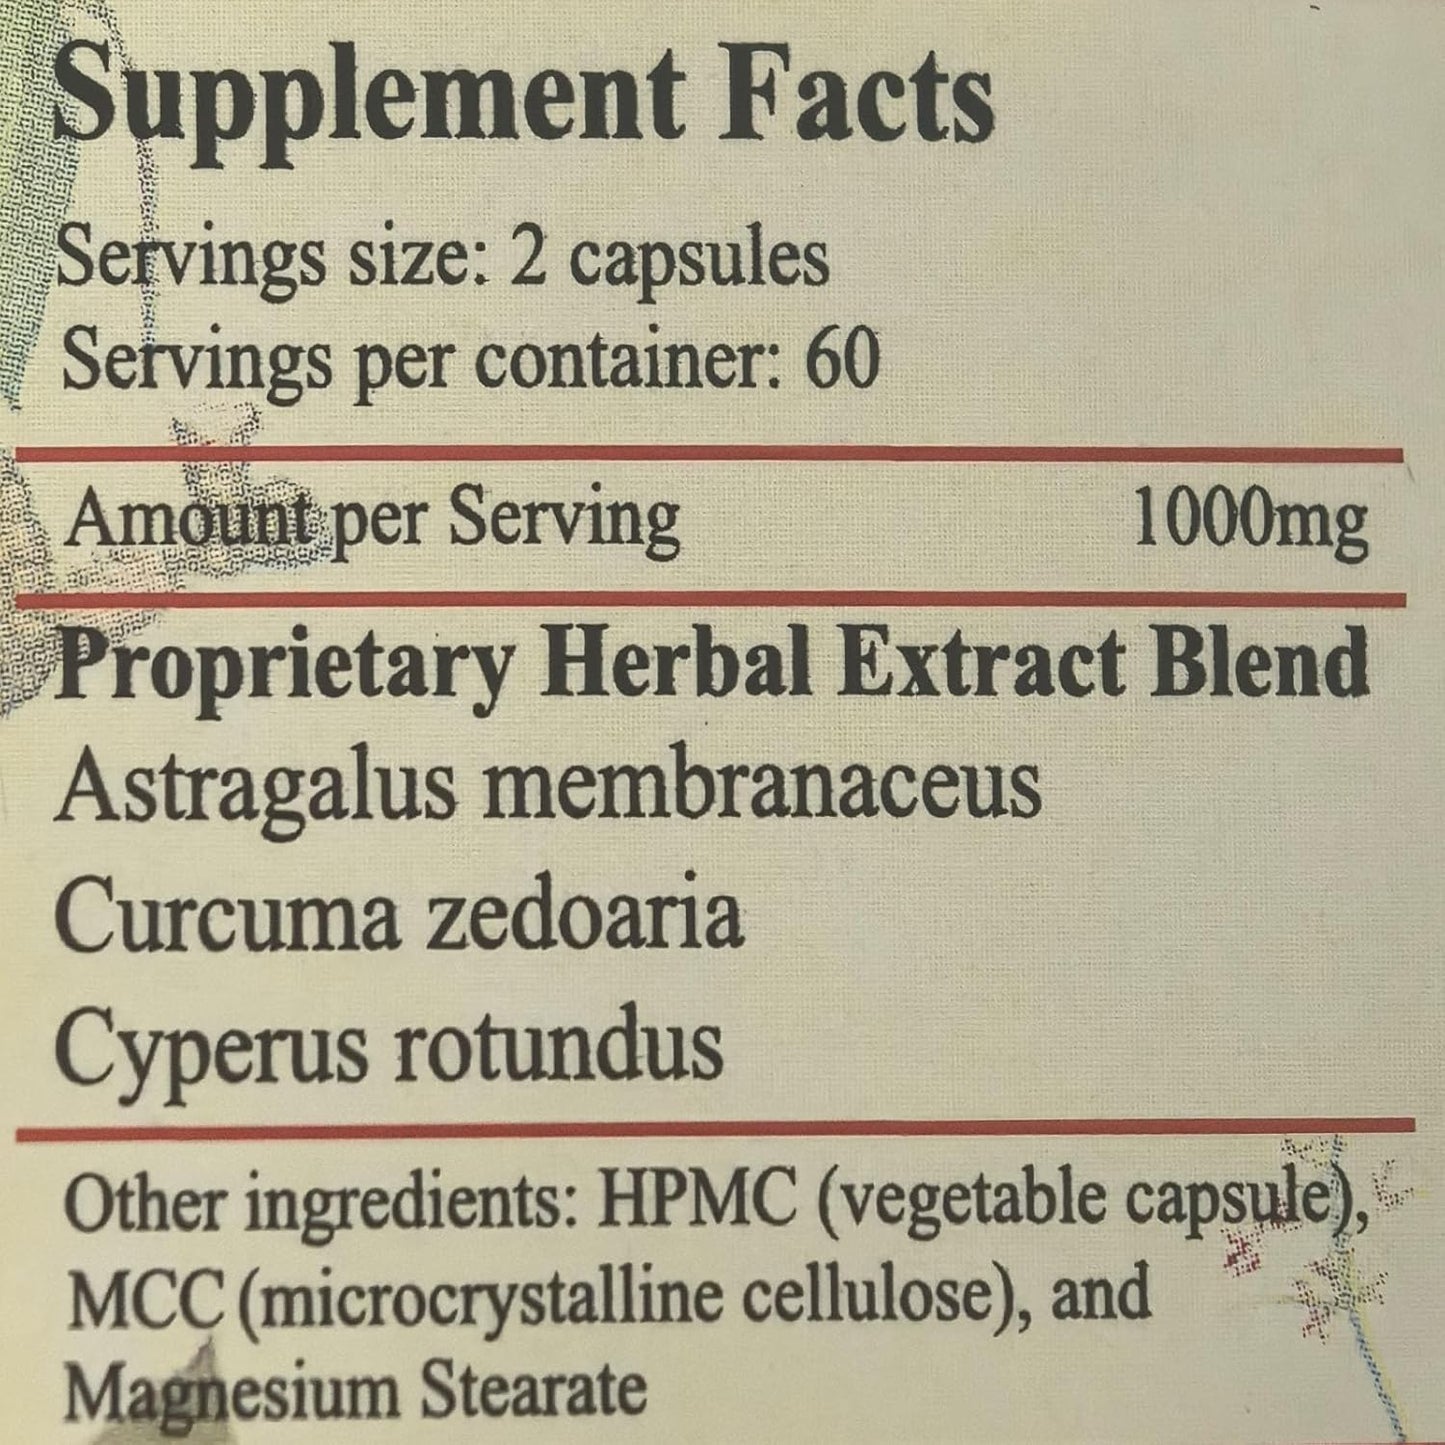 Supplement Facts
Servings size: 2 capsules
Servings per container: 60
Amount per Serving 1000mg
Proprietary Herbal Extract Blend
Astragalus membranaceus
Curcuma zedoaria
Cyperus rotundus
Other ingredients: HPMC (vegetable capsule),
MCC (microcrystalline cellulose), and
Magnesium Stearate